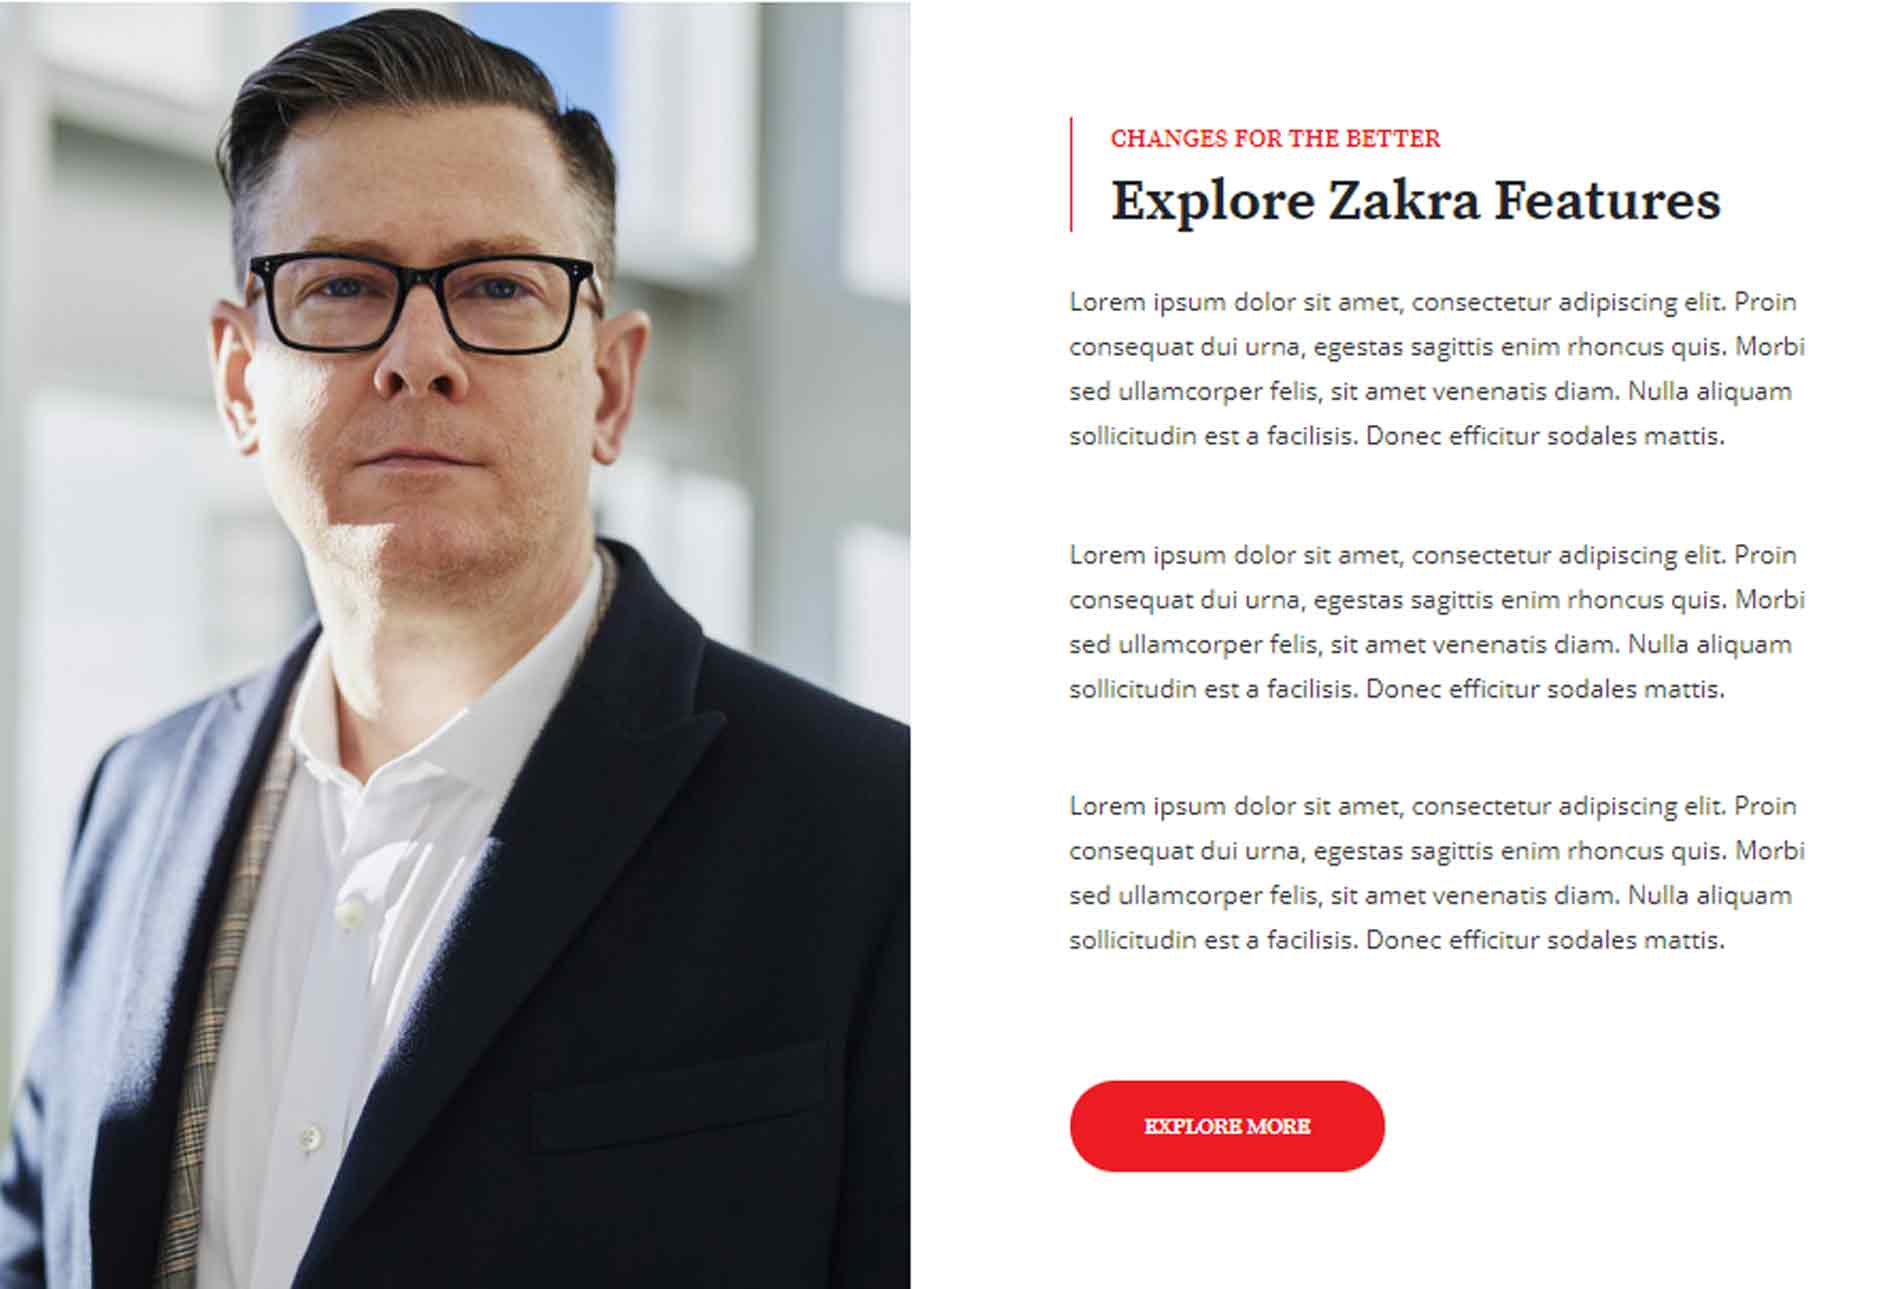 CHANGES FOR THE BETTER
Explore Zakra Features
Lorem ipsum dolor sit amet, consectetur adipiscing elit. Proin
consequat dui urna, egestas sagittis enim rhoncus quis. Morbi
sed ullamcorper felis, sit amet venenatis diam. Nulla aliquam
sollicitudin est a facilisis. Donec efficitur sodales mattis.
Lorem ipsum dolor sit amet, consectetur adipiscing elit. Proin
consequat dui urna, egestas sagittis enim rhoncus quis. Morbi
sed ullamcorper felis, sit amet venenatis diam. Nulla aliquam
sollicitudin est a facilisis. Donec efficitur sodales mattis.
Lorem ipsum dolor sit amet, consectetur adipiscing elit. Proin
consequat dui urna, egestas sagittis enim rhoncus quis. Morbi
sed ullamcorper felis, sit amet venenatis diam. Nulla aliquam
sollicitudin est a facilisis. Donec efficitur sodales mattis.
EXPLORE MORE